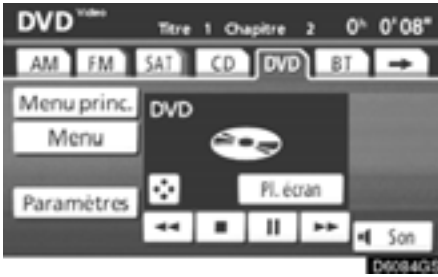 DVD Video Titre 1 Chapitre 2 0h 0'08"
AM FM SAT CD DVD BT
Menu princ. DVD
Menu
Pl. écran
Paramètres
Son
D6084GS